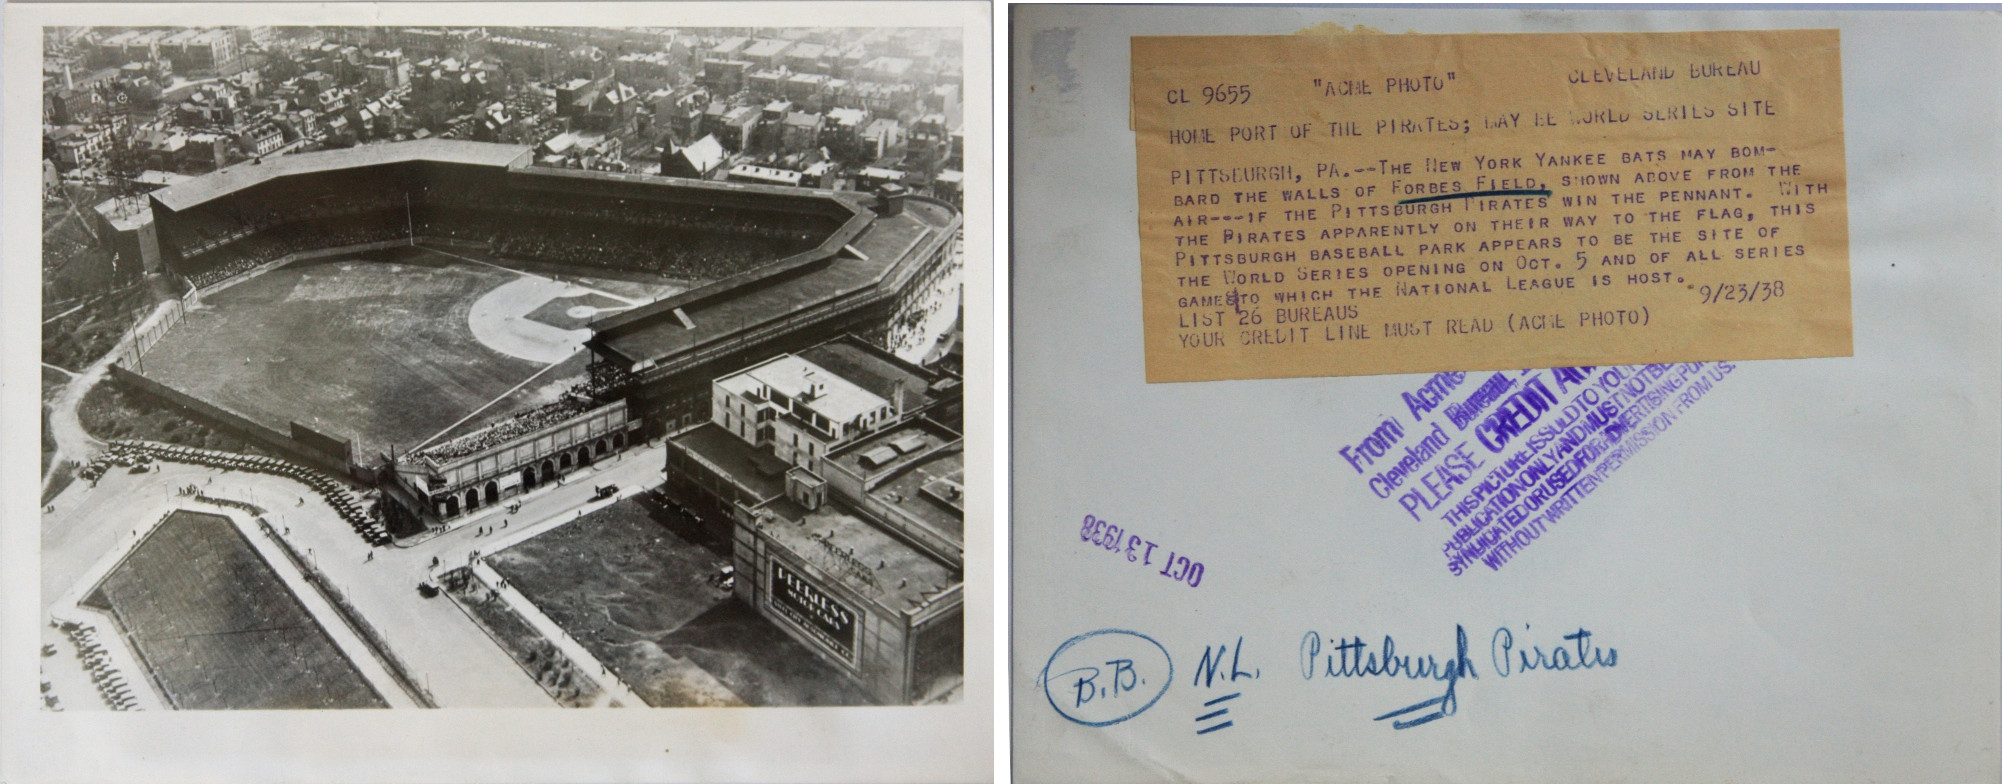 PEERLESS
MOTOR CARS
CL 9655 "ACME PHOTO" CLEVELAND BUREAU
HOME PORT OF THE PIRATES; MAY BE WORLD SERIES SITE
PITTSBURGH, PA.--THE NEW YORK YANKEE BATS MAY BOM-
BARD THE WALLS OF FORBES FIELD, SHOWN ABOVE FROM THE
AIR---IF THE PITTSBURGH PIRATES WIN THE PENNANT. WITH
THE PIRATES APPARENTLY ON THEIR WAY TO THE FLAG, THIS
PITTSBURGH BASEBALL PARK APPEARS TO BE THE SITE OF
THE WORLD SERIES OPENING ON OCT. 5 AND OF ALL SERIES
GAMES TO WHICH THE NATIONAL LEAGUE IS HOST. 9/23/38
LIST 26 BUREAUS
YOUR CREDIT LINE MUST READ (ACME PHOTO)
From Acme
Cleveland Bureau,
PLEASE CREDIT
THIS PICTURE IS SOLD TO YOU
PUBLICATION ONLY AND MUST NOT BE
SYNDICATED OR USED FOR ADVERTISING
WITHOUT WRITTEN PERMISSION FROM US.
OCT 13 1938
B.B. N.L. Pittsburgh Pirates